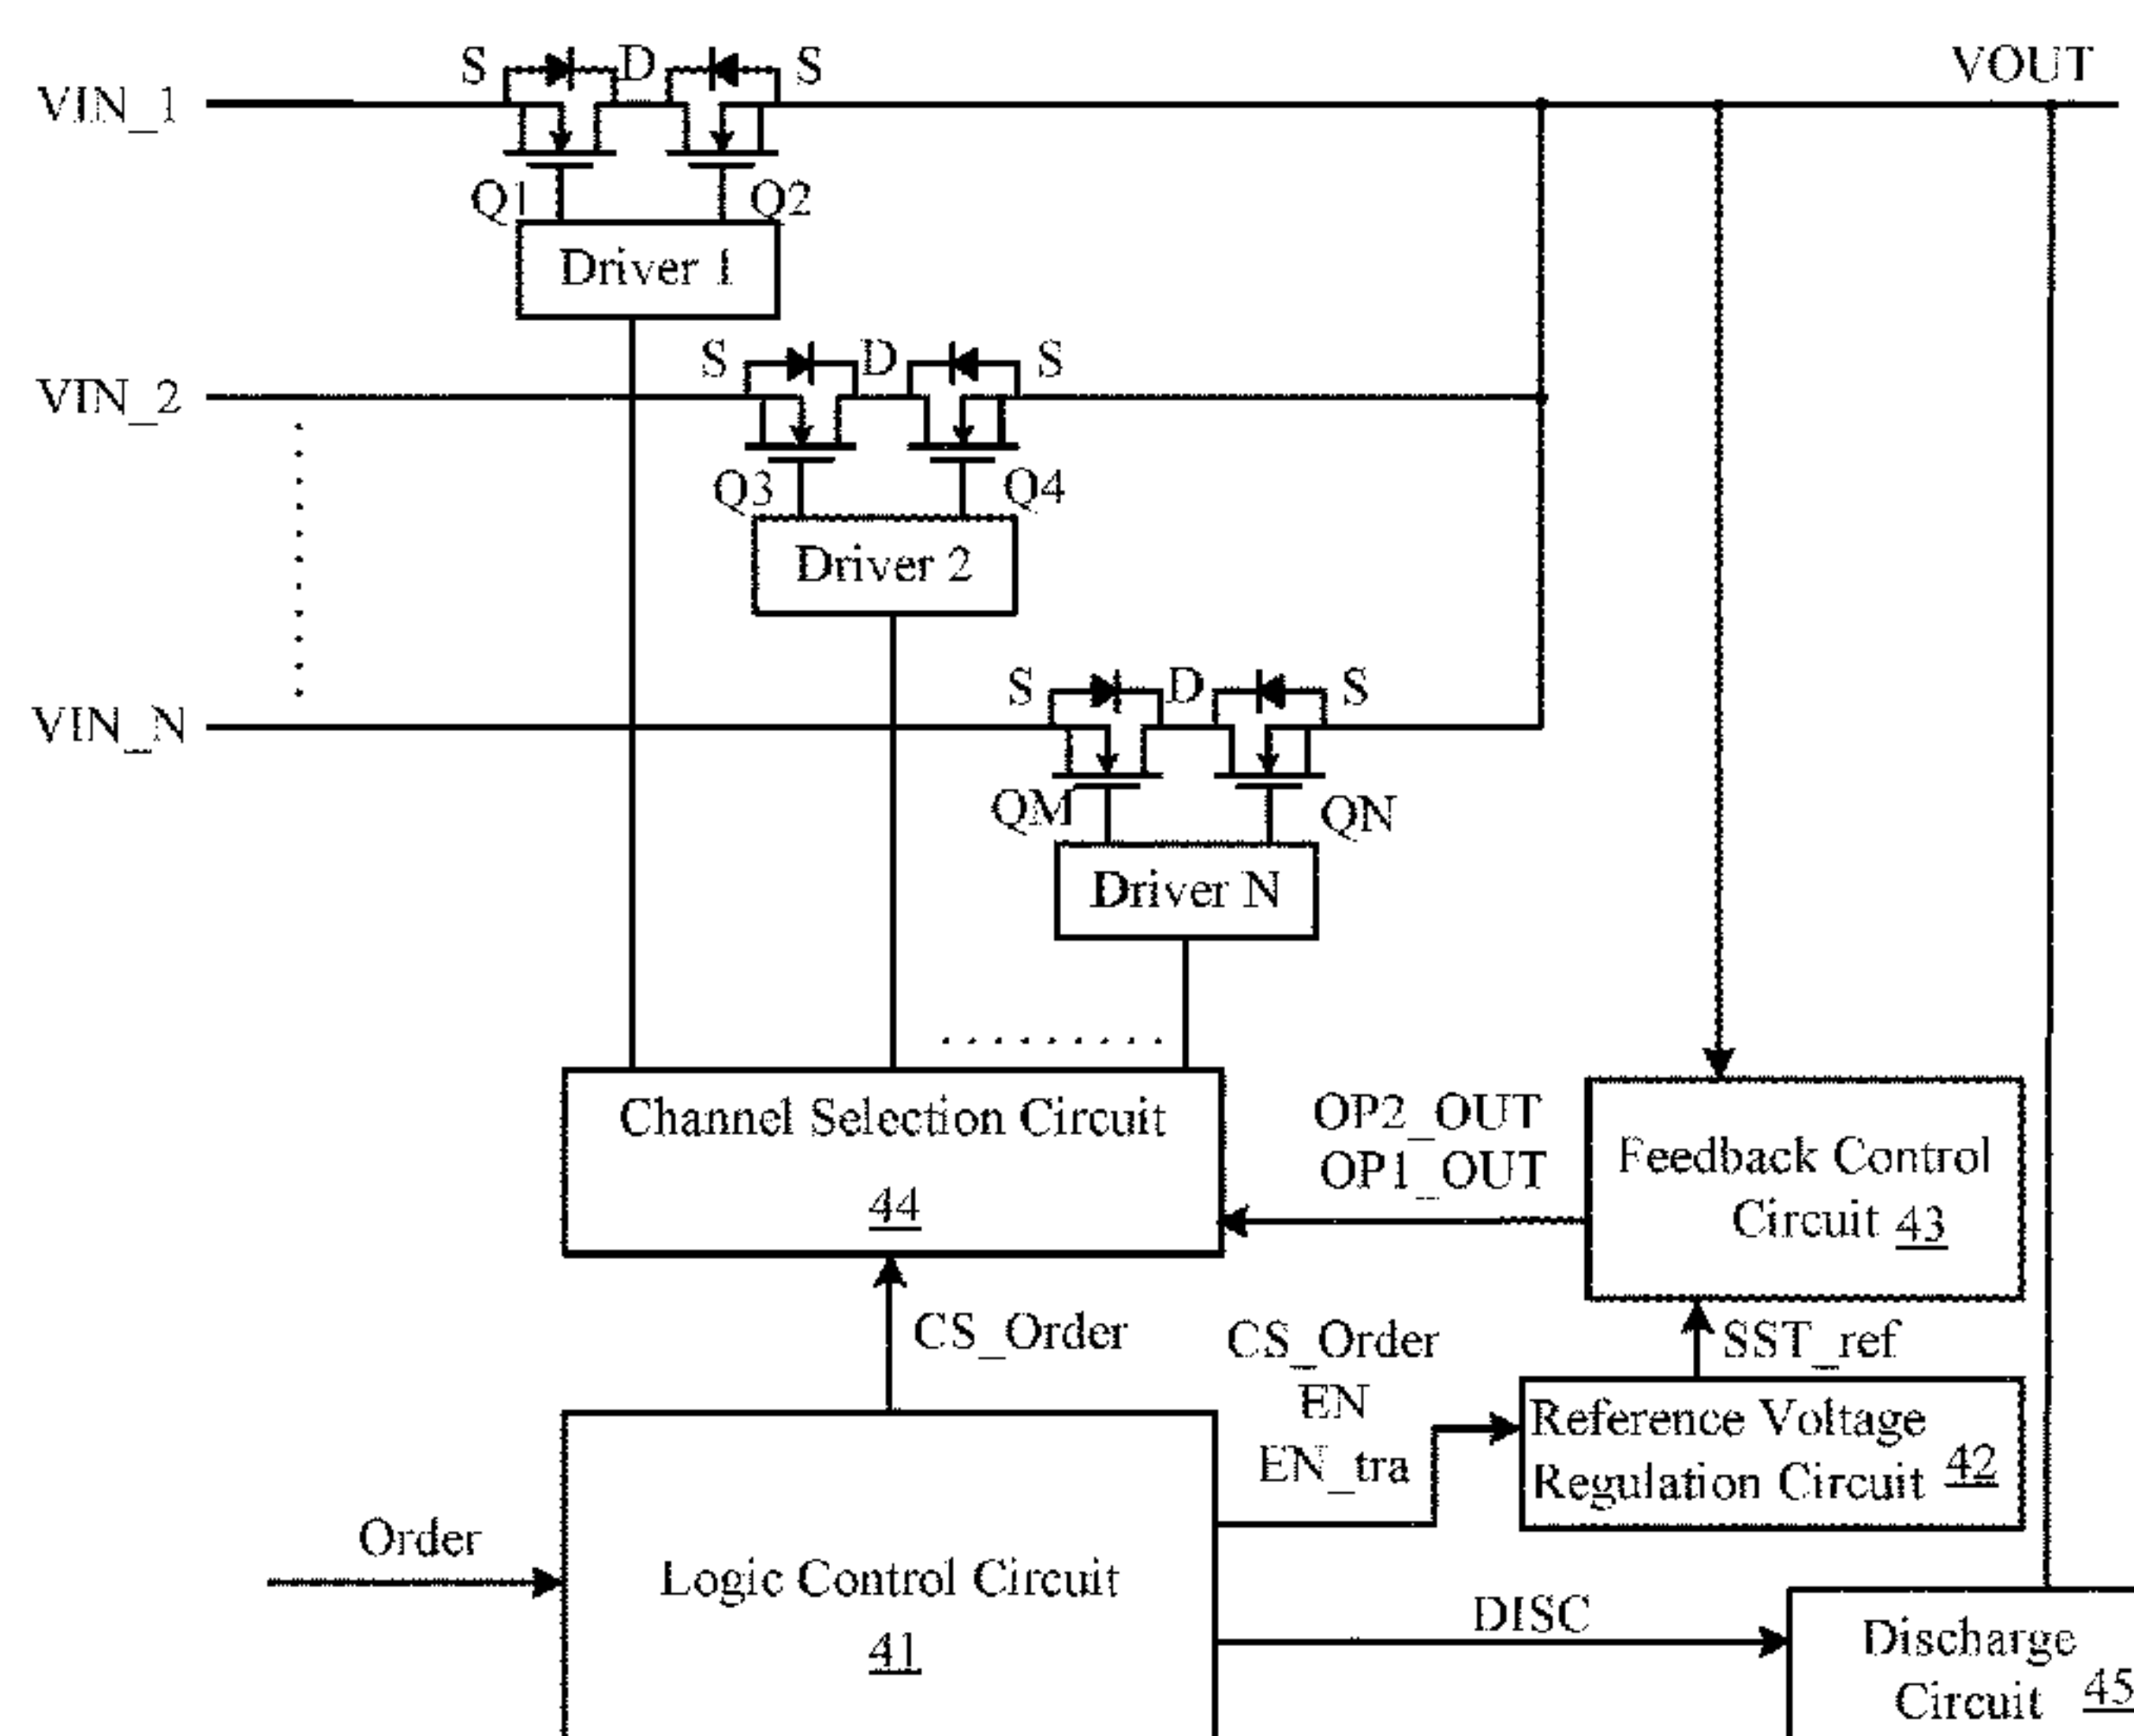 S D S VOUT
VIN_1
Q1 Q2
Driver 1
S D S
VIN_2
Q3 Q4
Driver 2
S D S
VIN_N
QM QN
Driver N
Channel Selection Circuit
44
OP2_OUT
OP1_OUT
Feedback Control
Circuit 43
CS_Order
CS_Order
EN
EN_tra
SST_ref
Reference Voltage
Regulation Circuit 42
Order
Logic Control Circuit
41
DISC
Discharge
Circuit 45